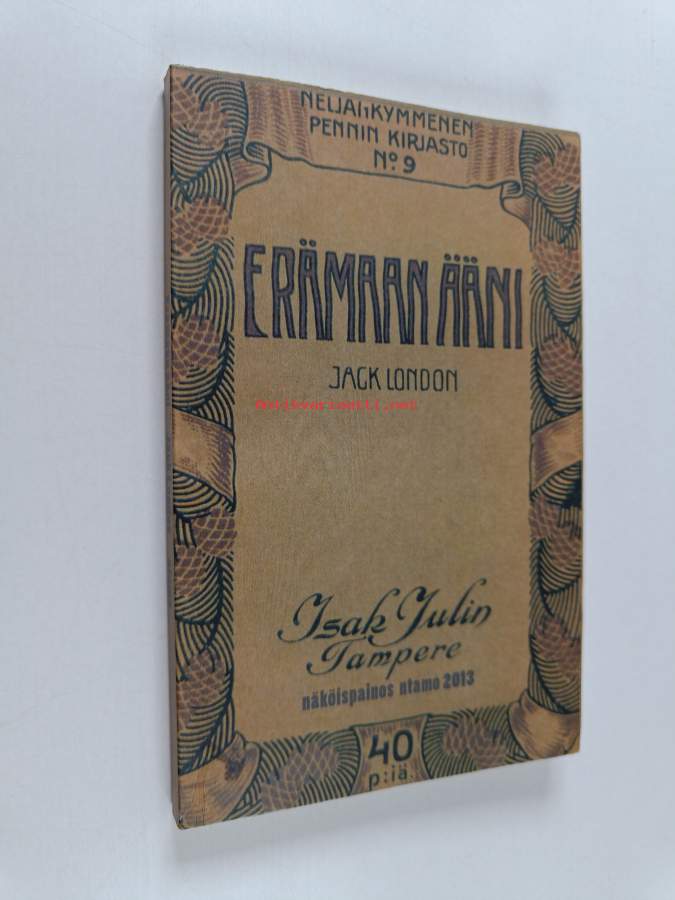 NELJÄNKYMMENEN
PENNIN KIRJASTO
No 9
ERÄMAAN ÄÄNI
JACK LONDON
antikvariaatti.net
Isak Julin
Tampere
näköispainos ntamo 2013
40
p:iä.